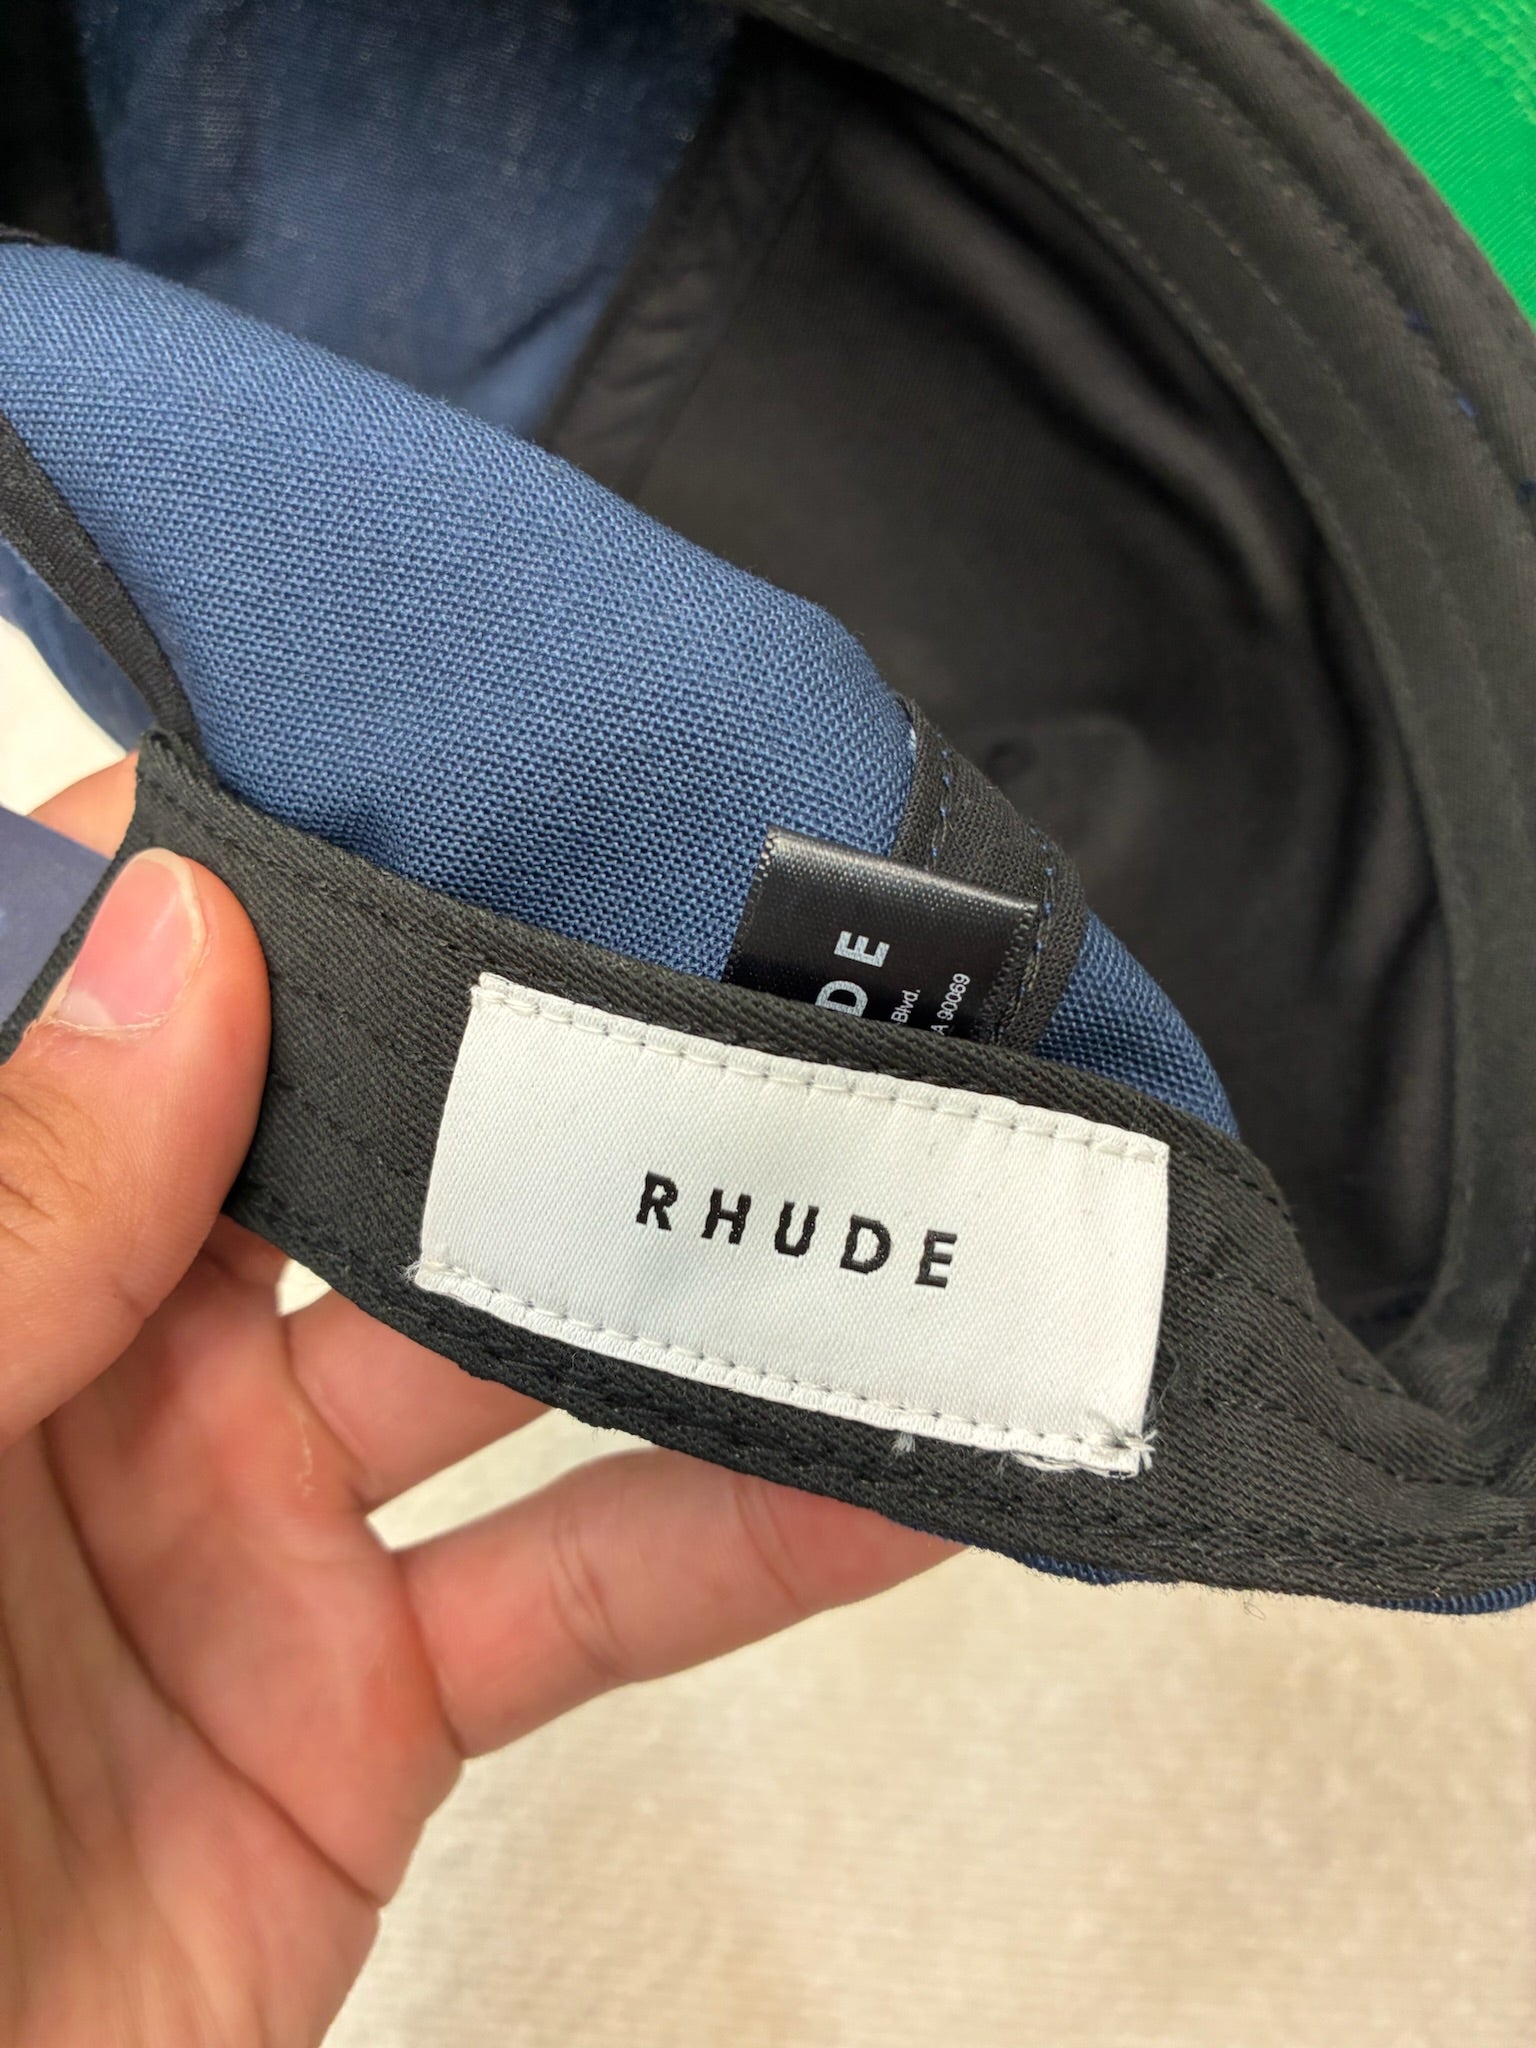 RHUDE
DE
Blvd.
A 90069